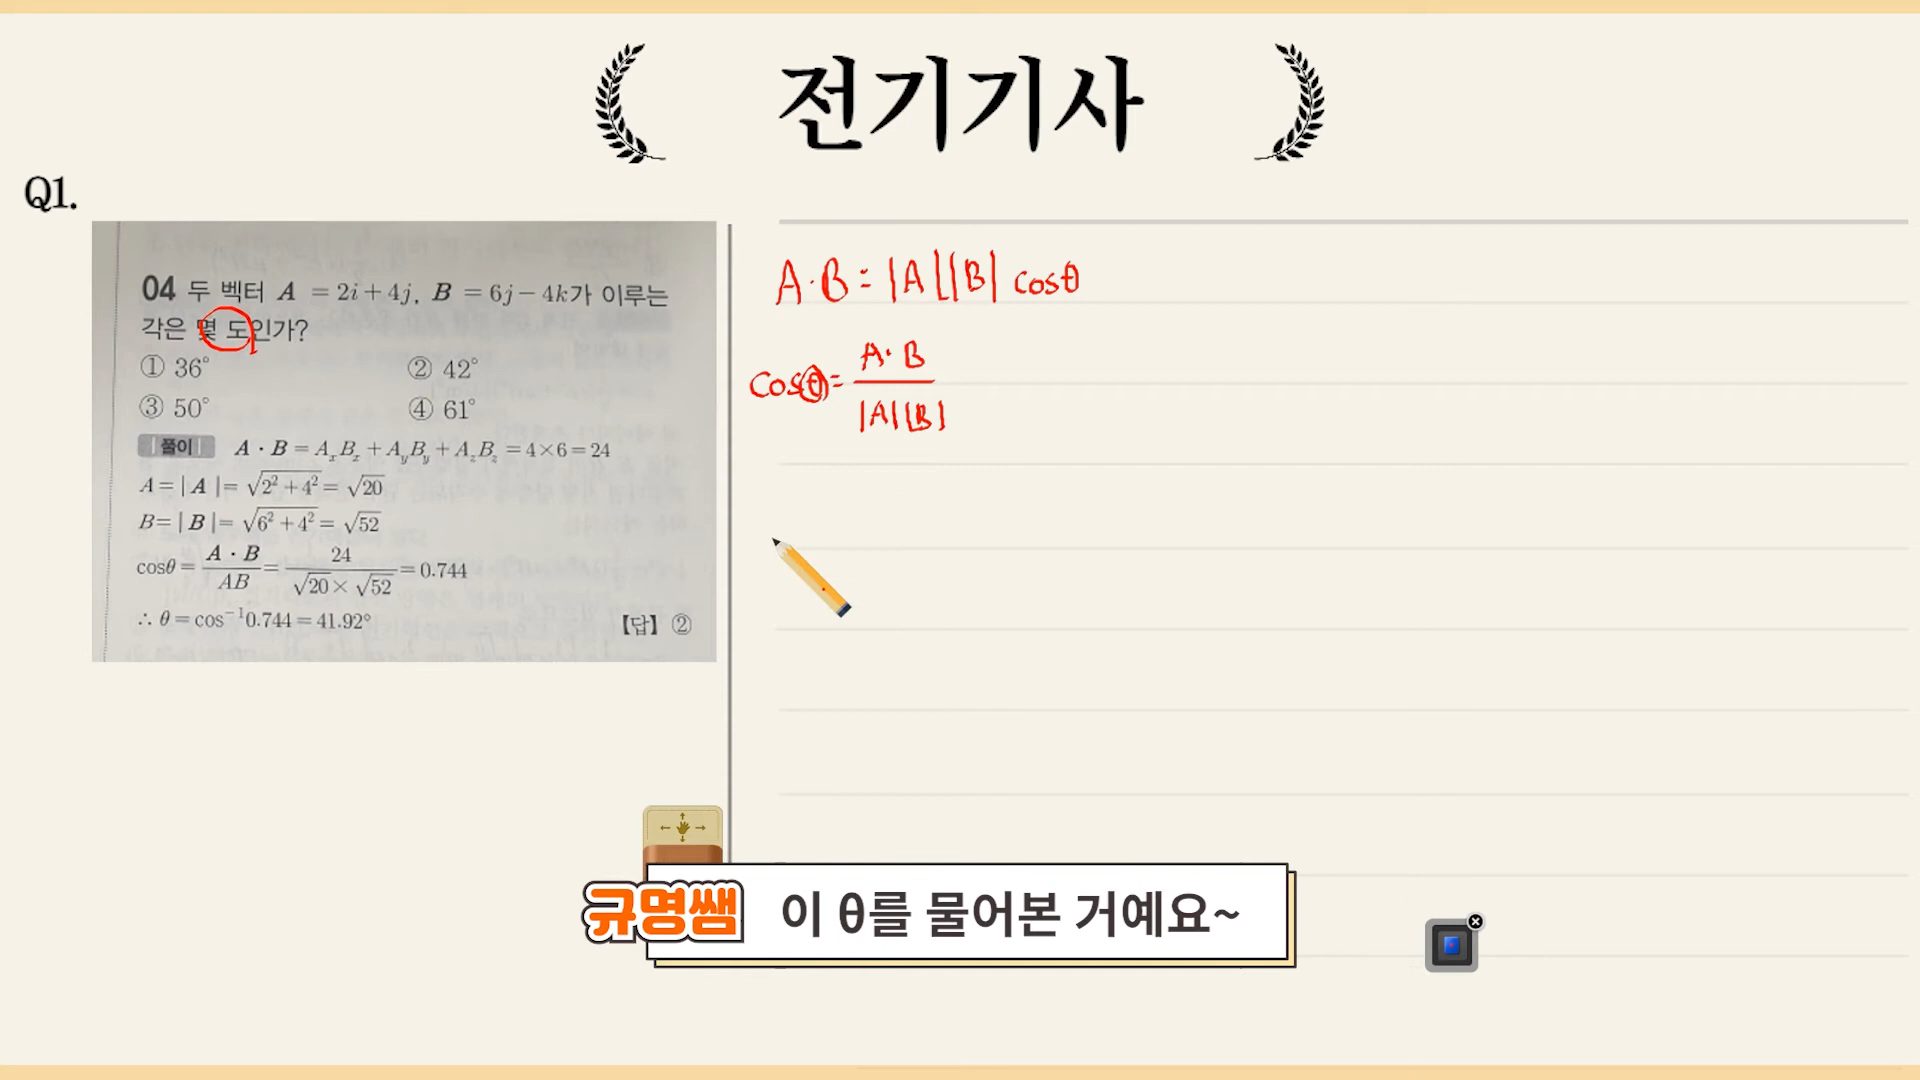 전기기사
Q1.
04 두 벡터 A = 2i + 4j, B = 6j − 4k가 이루는
각은 몇 도인가?
① 36° ② 42°
③ 50° ④ 61°
풀이 A · B = AₓBₓ + A_yB_y + A_zB_z = 4×6 = 24
A = |A| = √(2² + 4²) = √20
B = |B| = √(6² + 4²) = √52
cosθ = A · B / AB = 24 / √20 × √52 = 0.744
∴ θ = cos⁻¹0.744 = 41.92° 【답】 ②
A · B = |A||B| cosθ
cosθ = A · B / |A||B|
규명쌤 이 θ를 물어본 거예요~